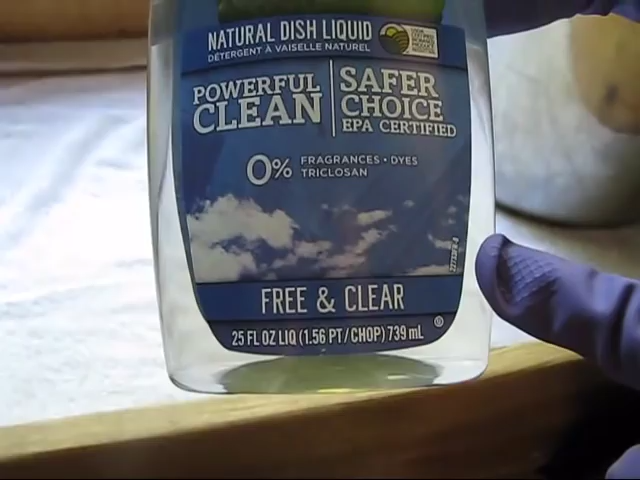 NATURAL DISH LIQUID
DÉTERGENT À VAISSELLE NATUREL
POWERFUL
CLEAN
SAFER
CHOICE
EPA CERTIFIED
0% FRAGRANCES • DYES
TRICLOSAN
FREE & CLEAR
25 FL OZ LIQ (1.56 PT / CHOP) 739 mL